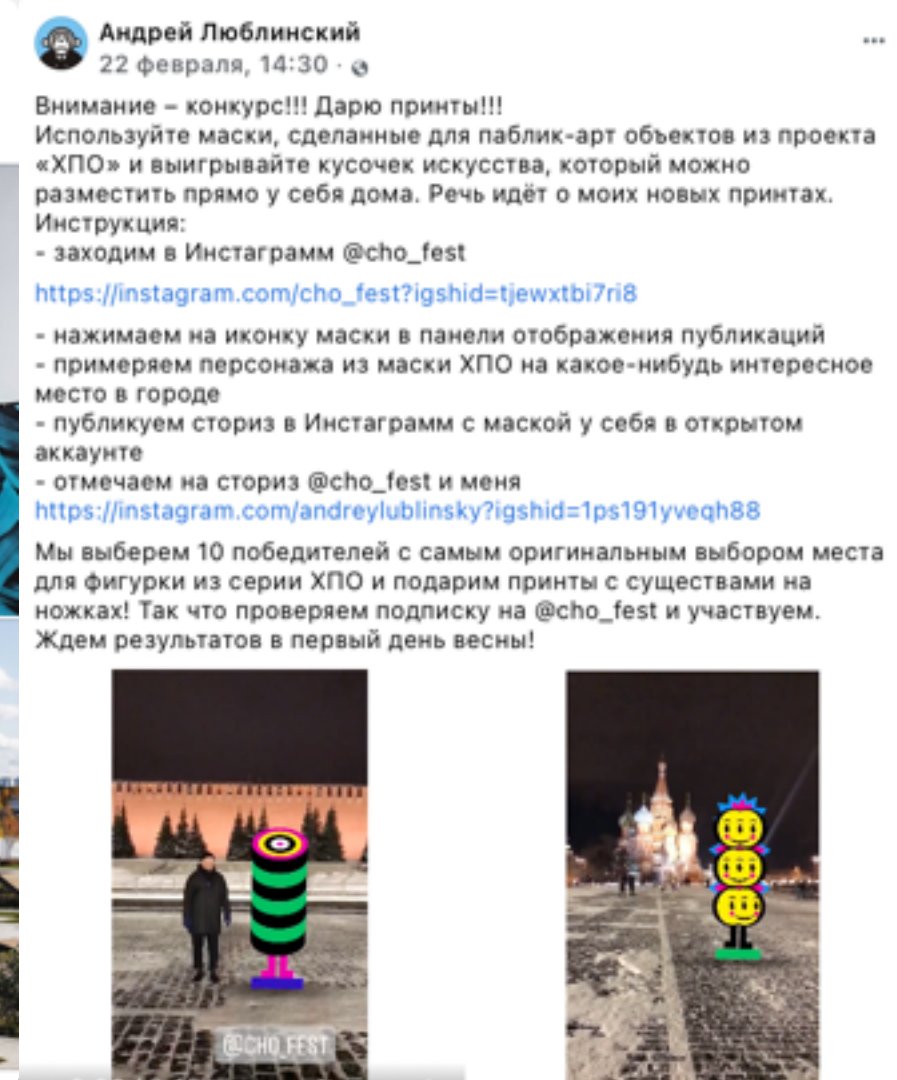 Андрей Люблинский
22 февраля, 14:30 ·
Внимание – конкурс!!! Дарю принты!!!
Используйте маски, сделанные для паблик-арт объектов из проекта
«ХПО» и выигрывайте кусочек искусства, который можно
разместить прямо у себя дома. Речь идёт о моих новых принтах.
Инструкция:
- заходим в Инстаграмм @cho_fest
https://instagram.com/cho_fest?igshid=tjewxtbi7ri8
- нажимаем на иконку маски в панели отображения публикаций
- примеряем персонажа из маски ХПО на какое-нибудь интересное
место в городе
- публикуем сториз в Инстаграмм с маской у себя в открытом
аккаунте
- отмечаем на сториз @cho_fest и меня
https://instagram.com/andreylublinsky?igshid=1ps191yveqh88
Мы выберем 10 победителей с самым оригинальным выбором места
для фигурки из серии ХПО и подарим принты с существами на
ножках! Так что проверяем подписку на @cho_fest и участвуем.
Ждем результатов в первый день весны!
@CHO_FEST